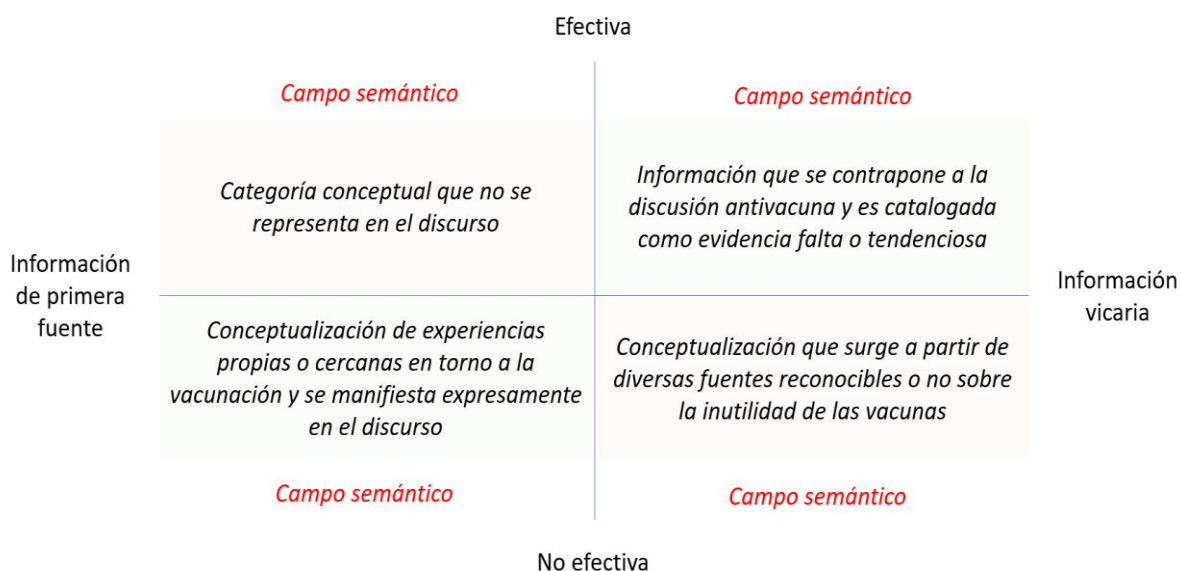 Efectiva
Campo semántico
Campo semántico
Categoría conceptual que no se
representa en el discurso
Información que se contrapone a la
discusión antivacuna y es catalogada
como evidencia falta o tendenciosa
Información
de primera
fuente
Información
vicaria
Conceptualización de experiencias
propias o cercanas en torno a la
vacunación y se manifiesta expresamente
en el discurso
Conceptualización que surge a partir de
diversas fuentes reconocibles o no sobre
la inutilidad de las vacunas
Campo semántico
Campo semántico
No efectiva